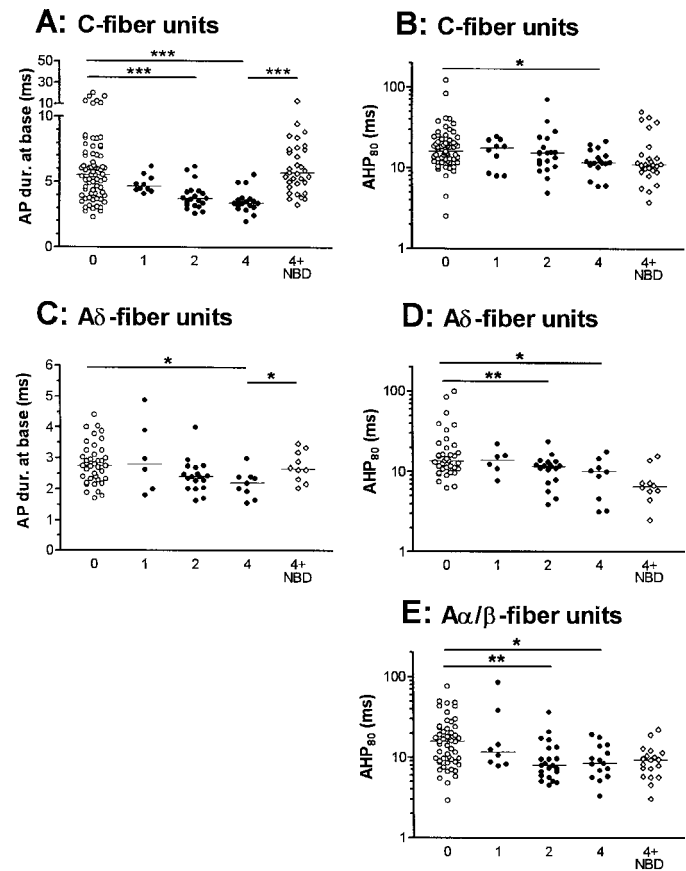 A: C-fiber units
AP dur. at base (ms)
50
30
10
10
5
0
***
***
***
0 1 2 4 4+ NBD
B: C-fiber units
AHP80 (ms)
100
10
1
*
0 1 2 4 4+ NBD
C: Aδ-fiber units
AP dur. at base (ms)
6
5
4
3
2
1
0
*
*
0 1 2 4 4+ NBD
D: Aδ-fiber units
AHP80 (ms)
100
10
1
*
**
0 1 2 4 4+ NBD
E: Aα/β-fiber units
AHP80 (ms)
100
10
1
*
**
0 1 2 4 4+ NBD